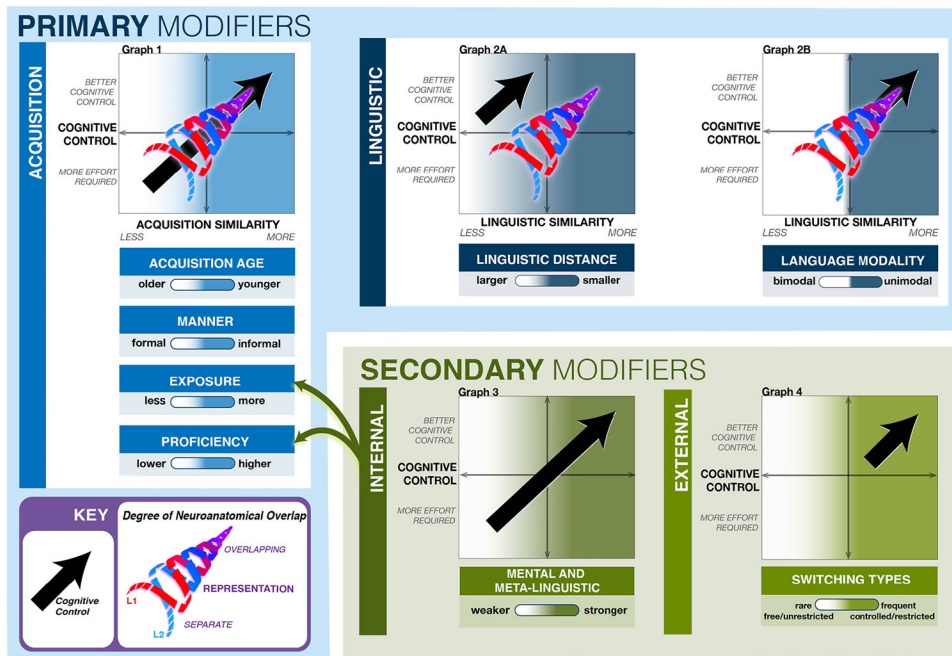 PRIMARY MODIFIERS
ACQUISITION
Graph 1
BETTER
COGNITIVE
CONTROL
COGNITIVE
CONTROL
MORE EFFORT
REQUIRED
ACQUISITION SIMILARITY
LESS MORE
ACQUISITION AGE
older younger
MANNER
formal informal
EXPOSURE
less more
PROFICIENCY
lower higher
LINGUISTIC
Graph 2A
BETTER
COGNITIVE
CONTROL
COGNITIVE
CONTROL
MORE EFFORT
REQUIRED
LINGUISTIC SIMILARITY
LESS MORE
LINGUISTIC DISTANCE
larger smaller
Graph 2B
BETTER
COGNITIVE
CONTROL
COGNITIVE
CONTROL
MORE EFFORT
REQUIRED
LINGUISTIC SIMILARITY
LESS MORE
LANGUAGE MODALITY
bimodal unimodal
SECONDARY MODIFIERS
INTERNAL
Graph 3
BETTER
COGNITIVE
CONTROL
COGNITIVE
CONTROL
MORE EFFORT
REQUIRED
MENTAL AND
META-LINGUISTIC
weaker stronger
EXTERNAL
Graph 4
BETTER
COGNITIVE
CONTROL
COGNITIVE
CONTROL
MORE EFFORT
REQUIRED
SWITCHING TYPES
rare frequent
free/unrestricted controlled/restricted
KEY
Cognitive
Control
Degree of Neuroanatomical Overlap
OVERLAPPING
REPRESENTATION
L1
SEPARATE
L2